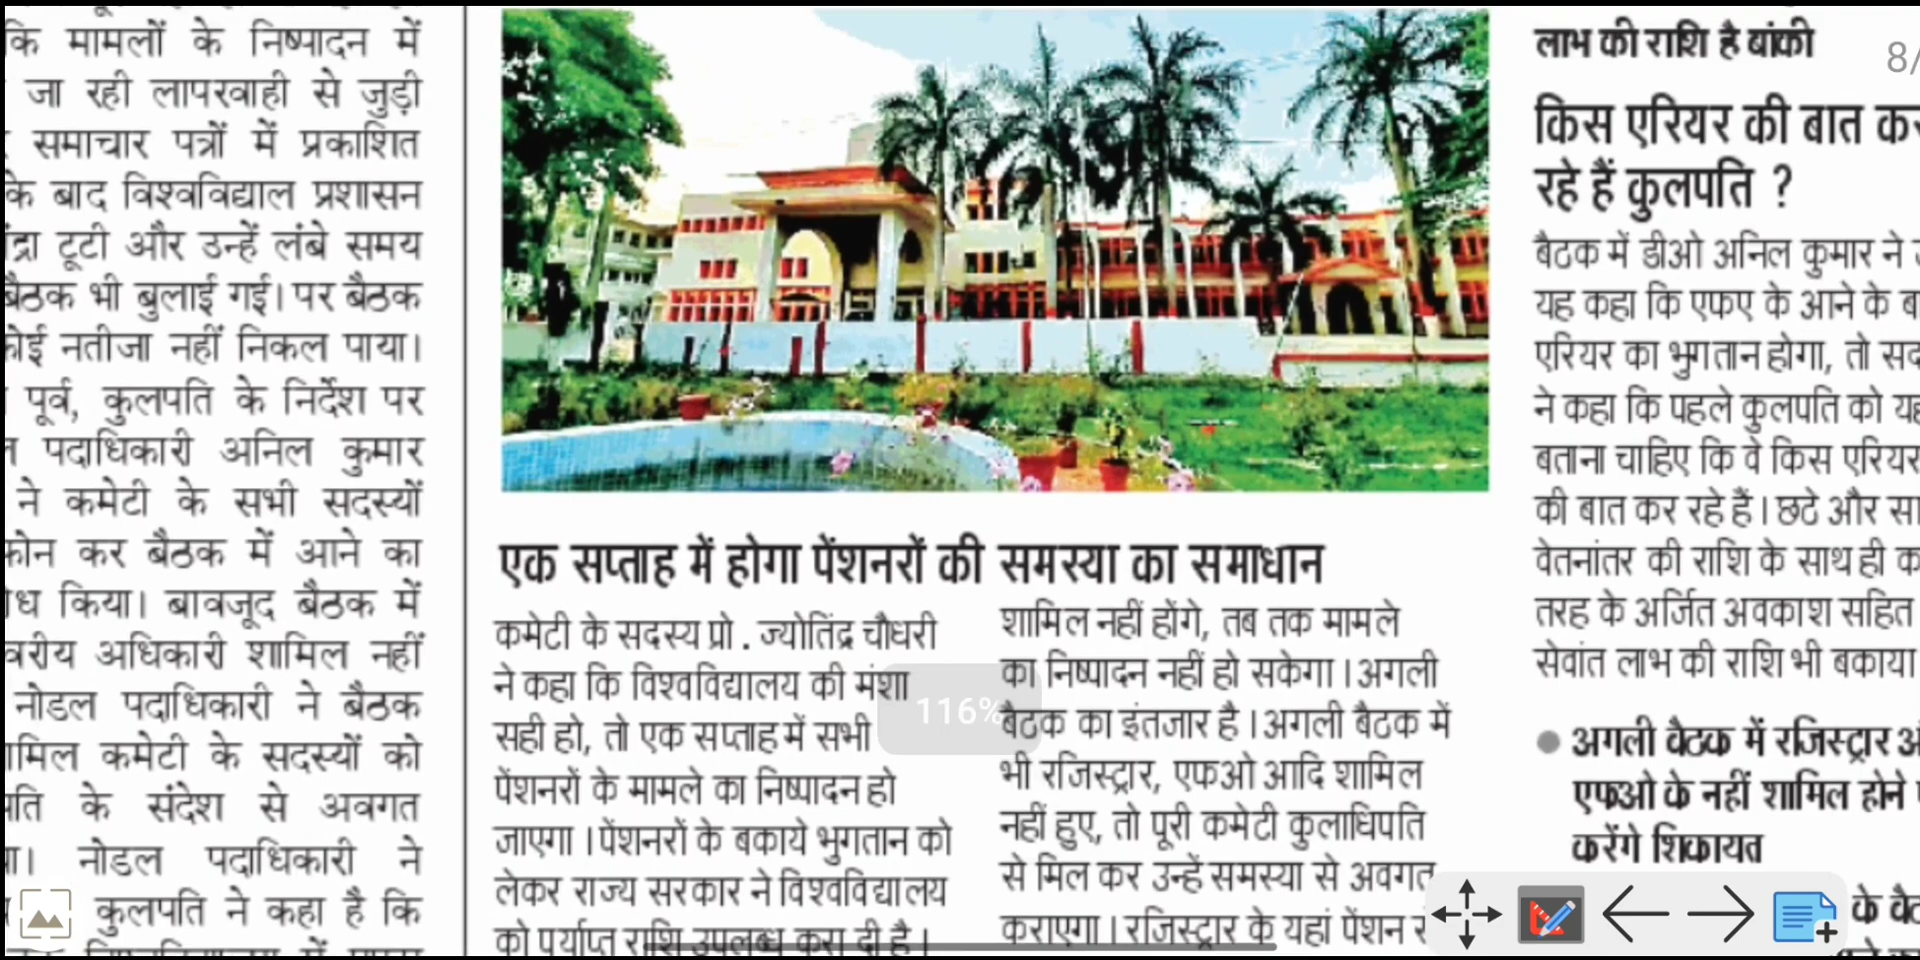 कि मामलों के निष्पादन में
जा रही लापरवाही से जुड़ी
समाचार पत्रों में प्रकाशित
के बाद विश्वविद्याल प्रशासन
टूटी और उन्हें लंबे समय
बैठक भी बुलाई गई। पर बैठक
नतीजा नहीं निकल पाया।
पूर्व, कुलपति के निर्देश पर
पदाधिकारी अनिल कुमार
ने कमेटी के सभी सदस्यों
कर बैठक में आने का
किया। बावजूद बैठक में
अधिकारी शामिल नहीं
नोडल पदाधिकारी ने बैठक
कमेटी के सदस्यों को
के संदेश से अवगत
नोडल पदाधिकारी ने
कुलपति ने कहा है कि
एक सप्ताह में होगा पेंशनरों की समस्या का समाधान
कमेटी के सदस्य प्रो. ज्योतिंद्र चौधरी
ने कहा कि विश्वविद्यालय की मंशा
सही हो, तो एक सप्ताह में सभी
पेंशनरों के मामले का निष्पादन हो
जाएगा। पेंशनरों के बकाये भुगतान को
लेकर राज्य सरकार ने विश्वविद्यालय
को पर्याप्त राशि उपलब्ध करा दी है।
शामिल नहीं होंगे, तब तक मामले
का निष्पादन नहीं हो सकेगा। अगली
बैठक का इंतजार है। अगली बैठक में
भी रजिस्ट्रार, एफओ आदि शामिल
नहीं हुए, तो पूरी कमेटी कुलाधिपति
से मिल कर उन्हें समस्या से अवगत
कराएगा। रजिस्ट्रार के यहां पेंशन
116%
लाभ की राशि है बांकी
8/
किस एरियर की बात कर
रहे हैं कुलपति ?
बैठक में डीओ अनिल कुमार ने
यह कहा कि एफए के आने के
एरियर का भुगतान होगा, तो
ने कहा कि पहले कुलपति को यह
बताना चाहिए कि वे किस एरियर
की बात कर रहे हैं। छठे और
वेतनांतर की राशि के साथ ही
तरह के अर्जित अवकाश सहित
सेवांत लाभ की राशि भी बकाया
अगली बैठक में रजिस्ट्रार
एफओ के नहीं शामिल होने
करेंगे शिकायत
के